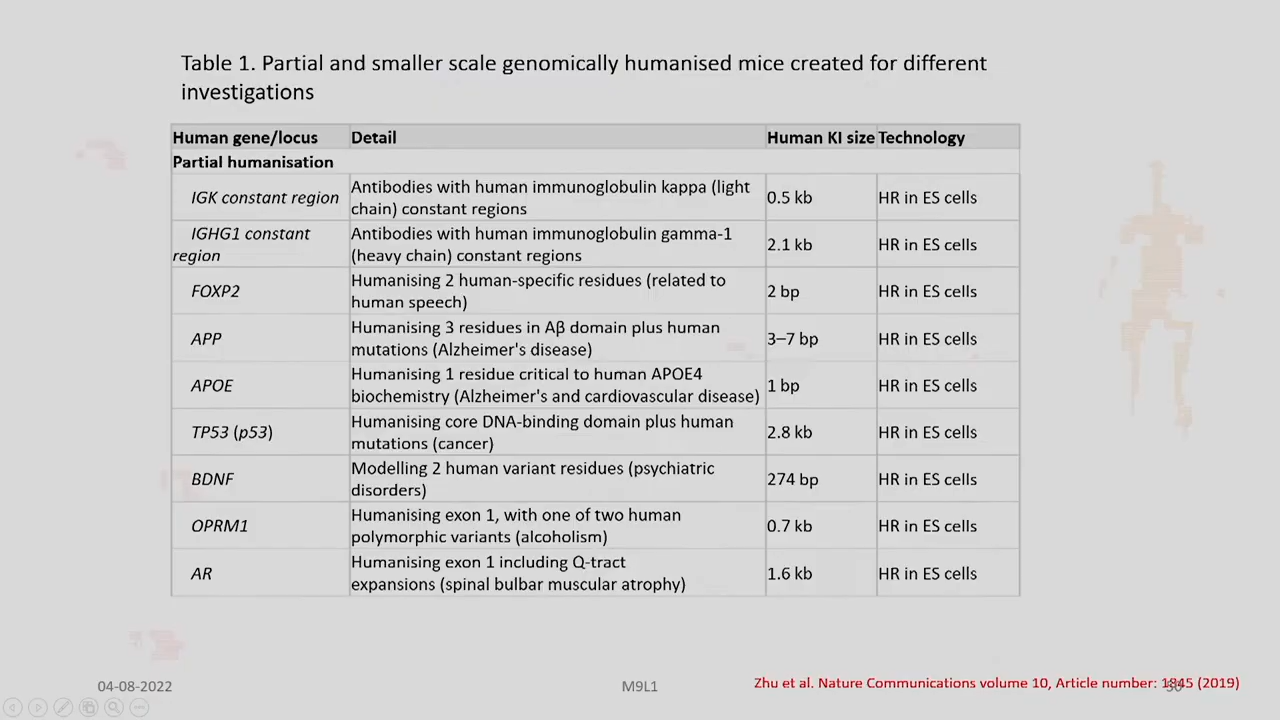 Table 1. Partial and smaller scale genomically humanised mice created for different
investigations
Human gene/locus Detail Human KI size Technology
Partial humanisation
IGK constant region Antibodies with human immunoglobulin kappa (light
chain) constant regions 0.5 kb HR in ES cells
IGHG1 constant
region Antibodies with human immunoglobulin gamma-1
(heavy chain) constant regions 2.1 kb HR in ES cells
FOXP2 Humanising 2 human-specific residues (related to
human speech) 2 bp HR in ES cells
APP Humanising 3 residues in Aβ domain plus human
mutations (Alzheimer's disease) 3–7 bp HR in ES cells
APOE Humanising 1 residue critical to human APOE4
biochemistry (Alzheimer's and cardiovascular disease) 1 bp HR in ES cells
TP53 (p53) Humanising core DNA-binding domain plus human
mutations (cancer) 2.8 kb HR in ES cells
BDNF Modelling 2 human variant residues (psychiatric
disorders) 274 bp HR in ES cells
OPRM1 Humanising exon 1, with one of two human
polymorphic variants (alcoholism) 0.7 kb HR in ES cells
AR Humanising exon 1 including Q-tract
expansions (spinal bulbar muscular atrophy) 1.6 kb HR in ES cells
04-08-2022 M9L1 Zhu et al. Nature Communications volume 10, Article number: 1845 (2019)